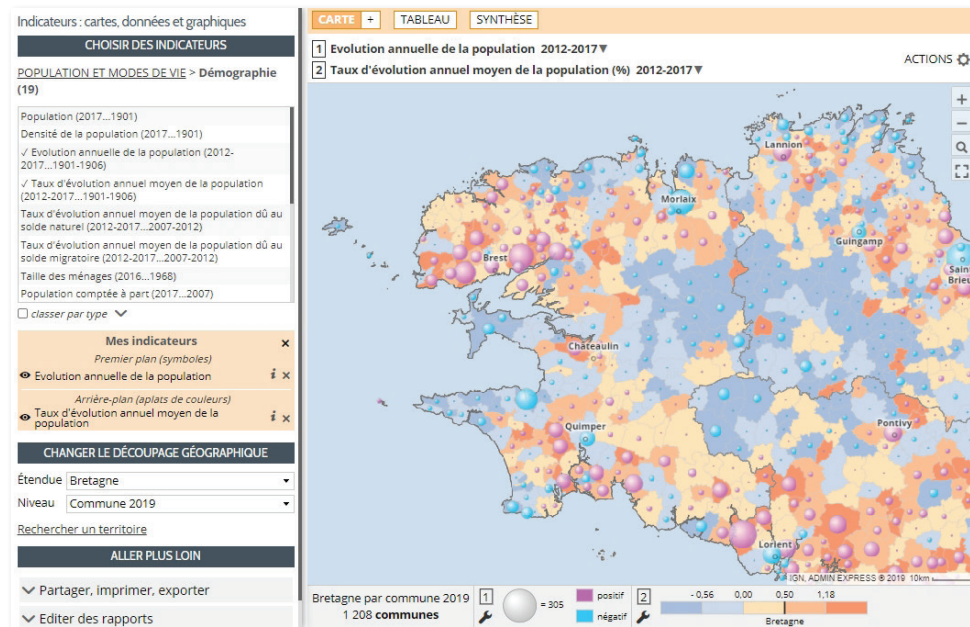 Indicateurs : cartes, données et graphiques
CHOISIR DES INDICATEURS
POPULATION ET MODES DE VIE > Démographie
(19)
Population (2017...1901)
Densité de la population (2017...1901)
✓ Evolution annuelle de la population (2012-
2017...1901-1906)
✓ Taux d'évolution annuel moyen de la population
(2012-2017...1901-1906)
Taux d'évolution annuel moyen de la population dû au
solde naturel (2012-2017...2007-2012)
Taux d'évolution annuel moyen de la population dû au
solde migratoire (2012-2017...2007-2012)
Taille des ménages (2016...1968)
Population comptée à part (2017...2007)
classer par type
Mes indicateurs ×
Premier plan (symboles)
Evolution annuelle de la population i ×
Arrière-plan (aplats de couleurs)
Taux d'évolution annuel moyen de la
population i ×
CHANGER LE DÉCOUPAGE GÉOGRAPHIQUE
Étendue Bretagne
Niveau Commune 2019
Rechercher un territoire
ALLER PLUS LOIN
Partager, imprimer, exporter
Editer des rapports
CARTE +
TABLEAU
SYNTHÈSE
1 Evolution annuelle de la population 2012-2017▼
2 Taux d'évolution annuel moyen de la population (%) 2012-2017▼
ACTIONS
+
−
Lannion
Morlaix
Guingamp
Brest
Saint
Brieu
Châteaulin
Quimper
Pontivy
Lorient
IGN, ADMIN EXPRESS ® 2019 10km
Bretagne par commune 2019
1 208 communes
1
= 305
positif
négatif
2
- 0,56 0,00 0,50 1,18
Bretagne